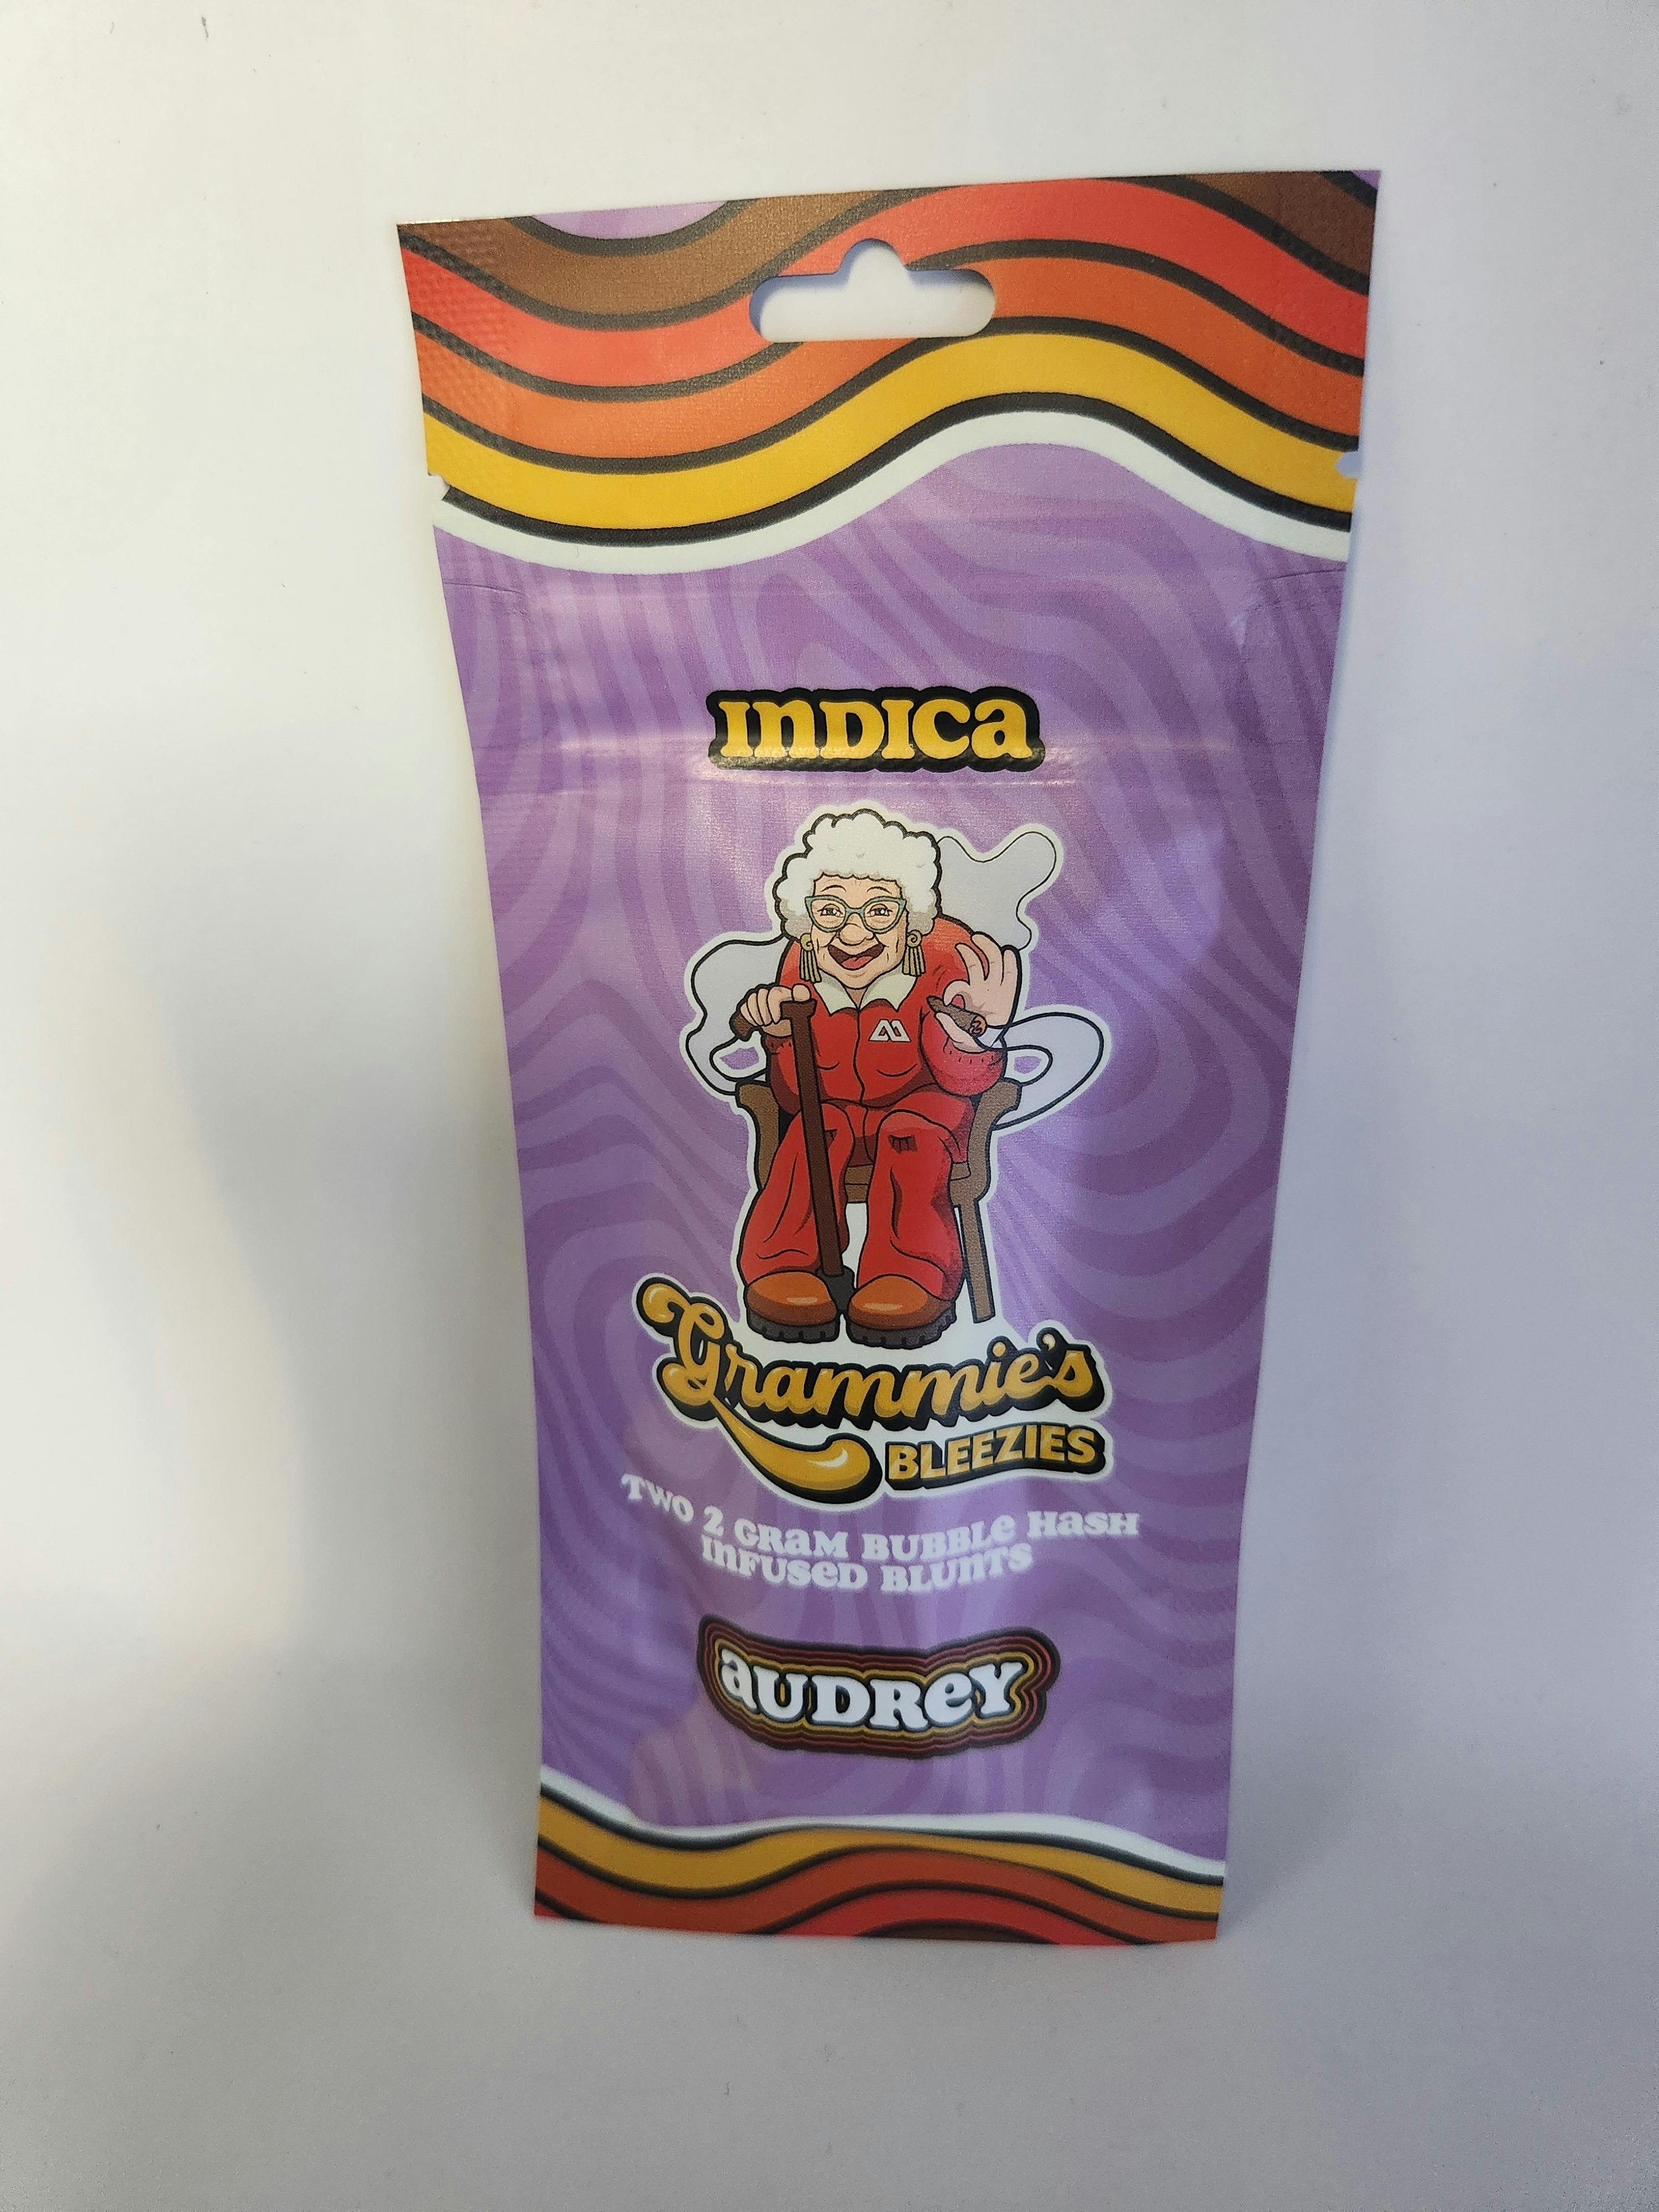 INDICA
Grammie's
BLEEZIES
TWO 2 GRAM BUBBLE HASH
INFUSED BLUNTS
AUDREY